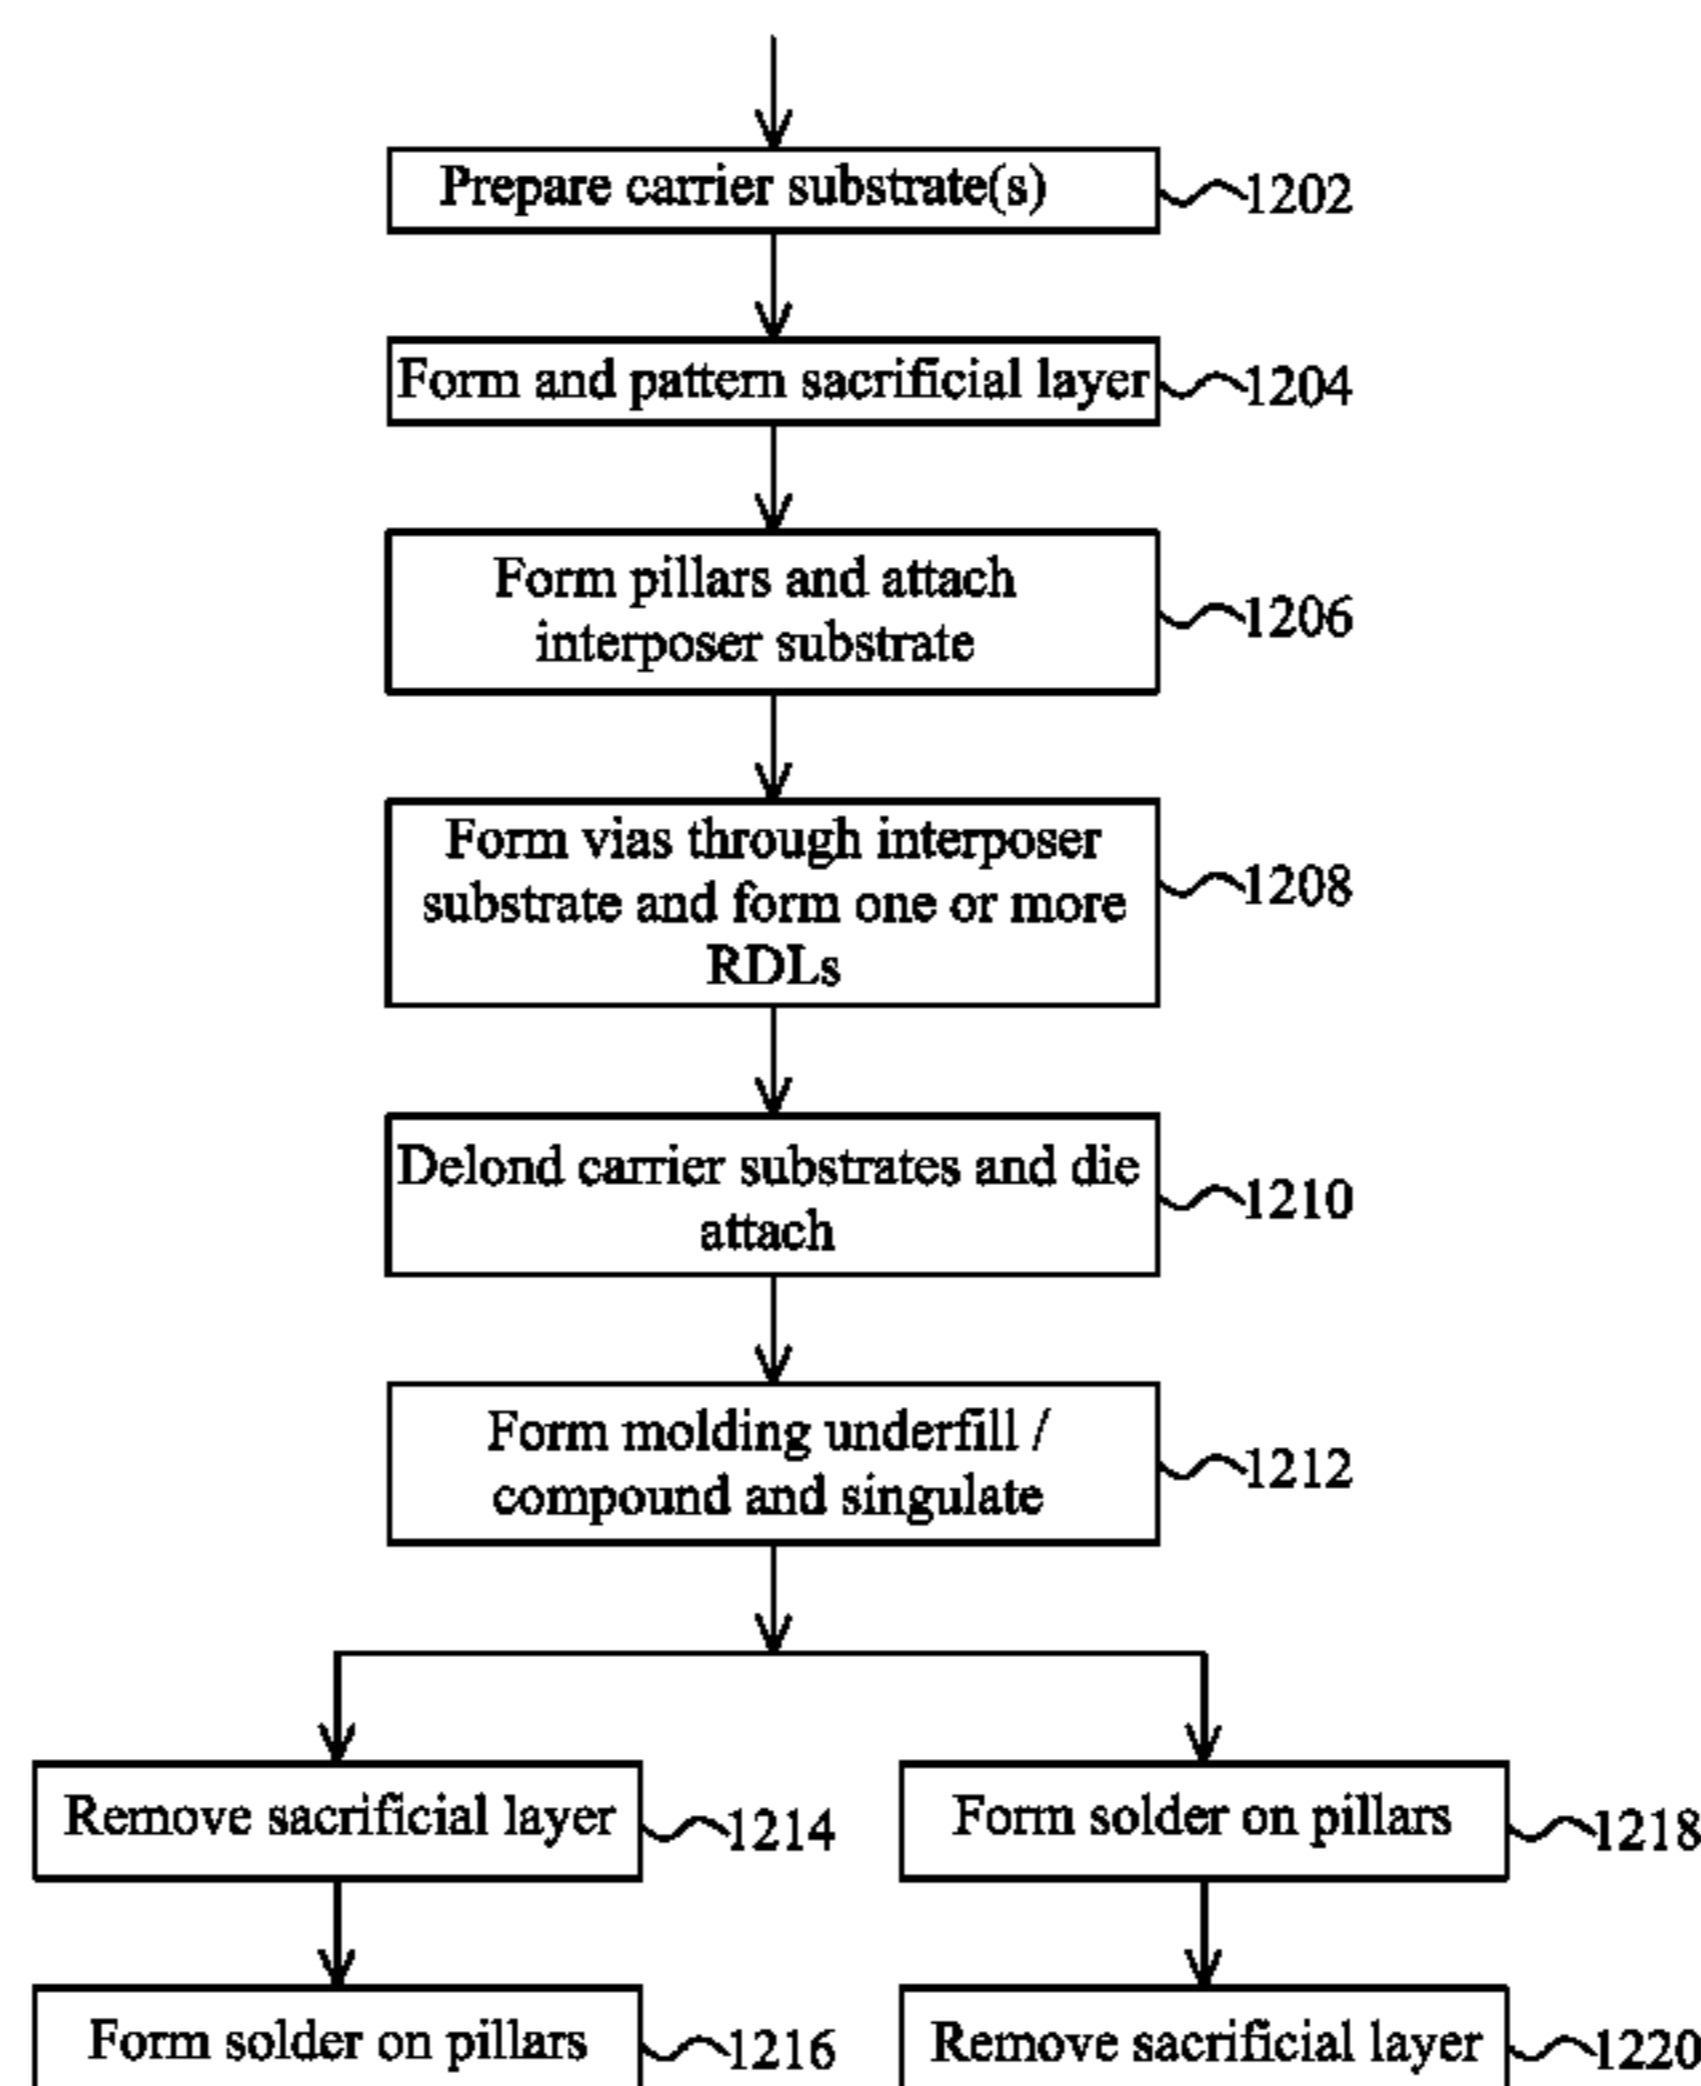 Prepare carrier substrate(s)
1202
Form and pattern sacrificial layer
1204
Form pillars and attach
interposer substrate
1206
Form vias through interposer
substrate and form one or more
RDLs
1208
Delond carrier substrates and die
attach
1210
Form molding underfill /
compound and singulate
1212
Remove sacrificial layer
1214
Form solder on pillars
1218
Form solder on pillars
1216
Remove sacrificial layer
1220